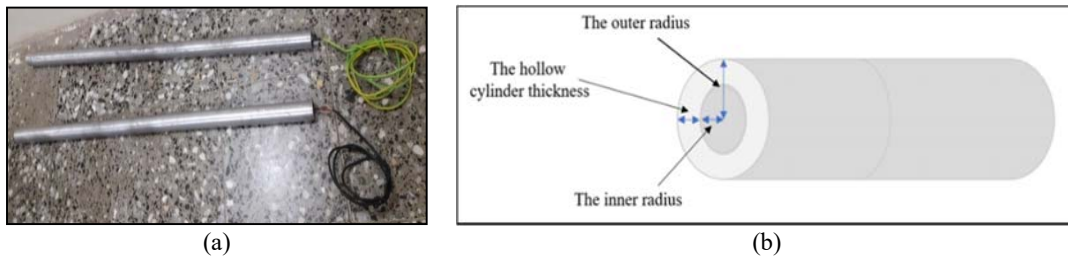 The outer radius
The hollow
cylinder thickness
The inner radius
(a)
(b)